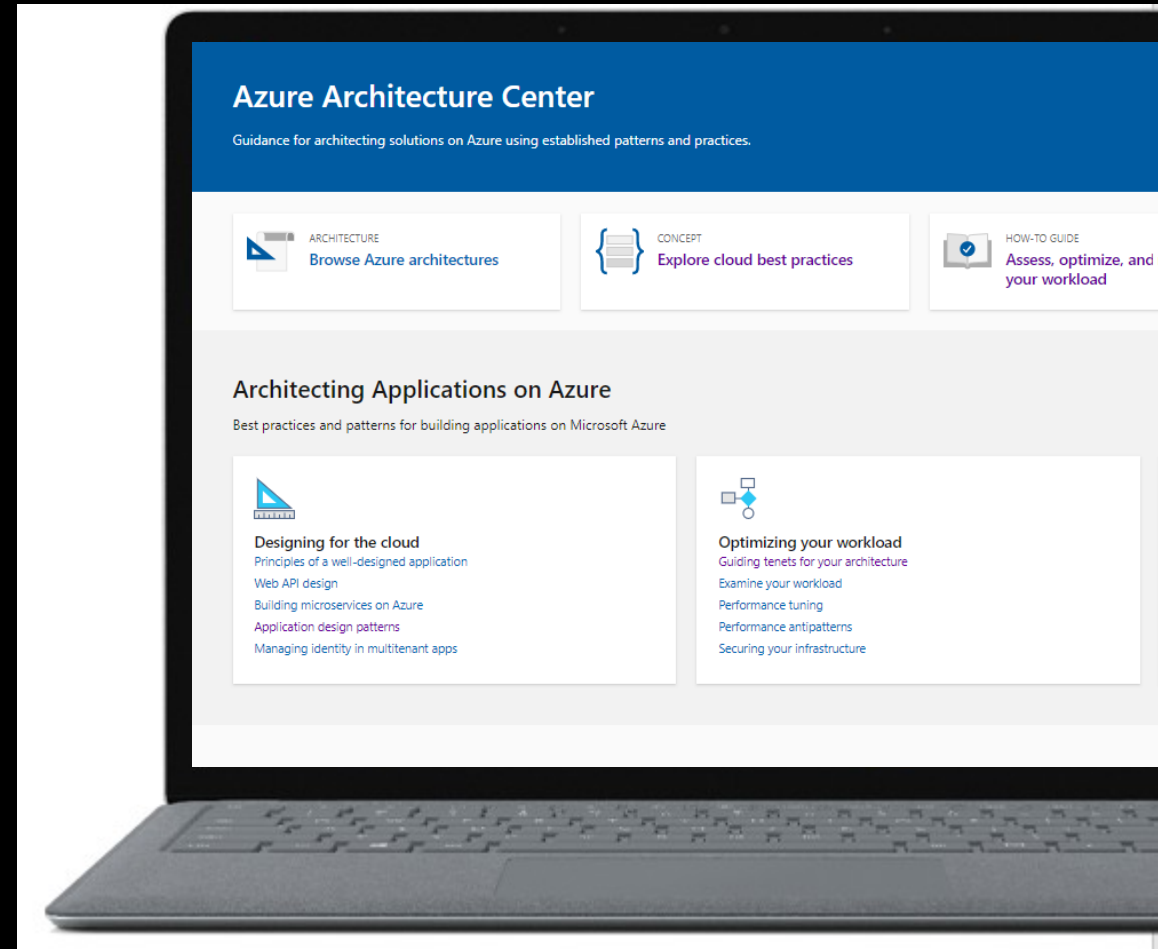 Azure Architecture Center
Guidance for architecting solutions on Azure using established patterns and practices.
ARCHITECTURE
Browse Azure architectures
CONCEPT
Explore cloud best practices
HOW-TO GUIDE
Assess, optimize, and
your workload
Architecting Applications on Azure
Best practices and patterns for building applications on Microsoft Azure
Designing for the cloud
Principles of a well-designed application
Web API design
Building microservices on Azure
Application design patterns
Managing identity in multitenant apps
Optimizing your workload
Guiding tenets for your architecture
Examine your workload
Performance tuning
Performance antipatterns
Securing your infrastructure